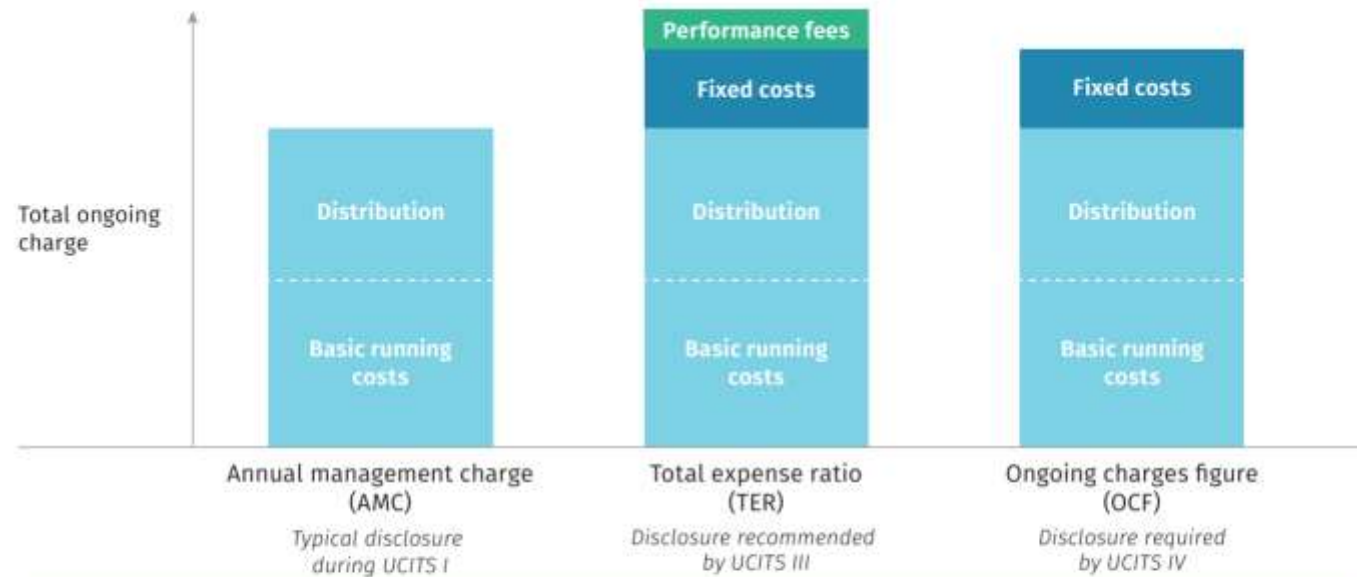 Total ongoing
charge
Distribution
Basic running
costs
Annual management charge
(AMC)
Typical disclosure
during UCITS I
Performance fees
Fixed costs
Distribution
Basic running
costs
Total expense ratio
(TER)
Disclosure recommended
by UCITS III
Fixed costs
Distribution
Basic running
costs
Ongoing charges figure
(OCF)
Disclosure required
by UCITS IV